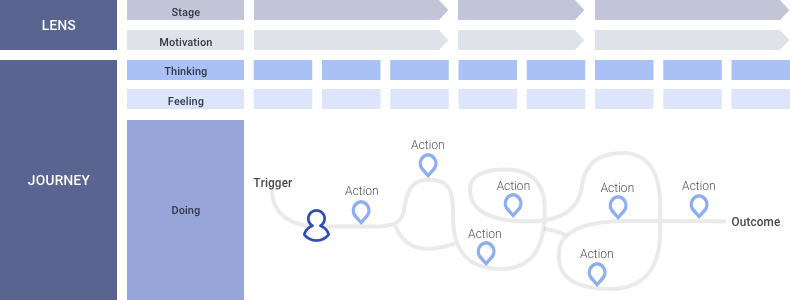 LENS
Stage
Motivation
JOURNEY
Thinking
Feeling
Doing
Trigger
Action
Action
Action
Action
Action
Action
Action
Outcome